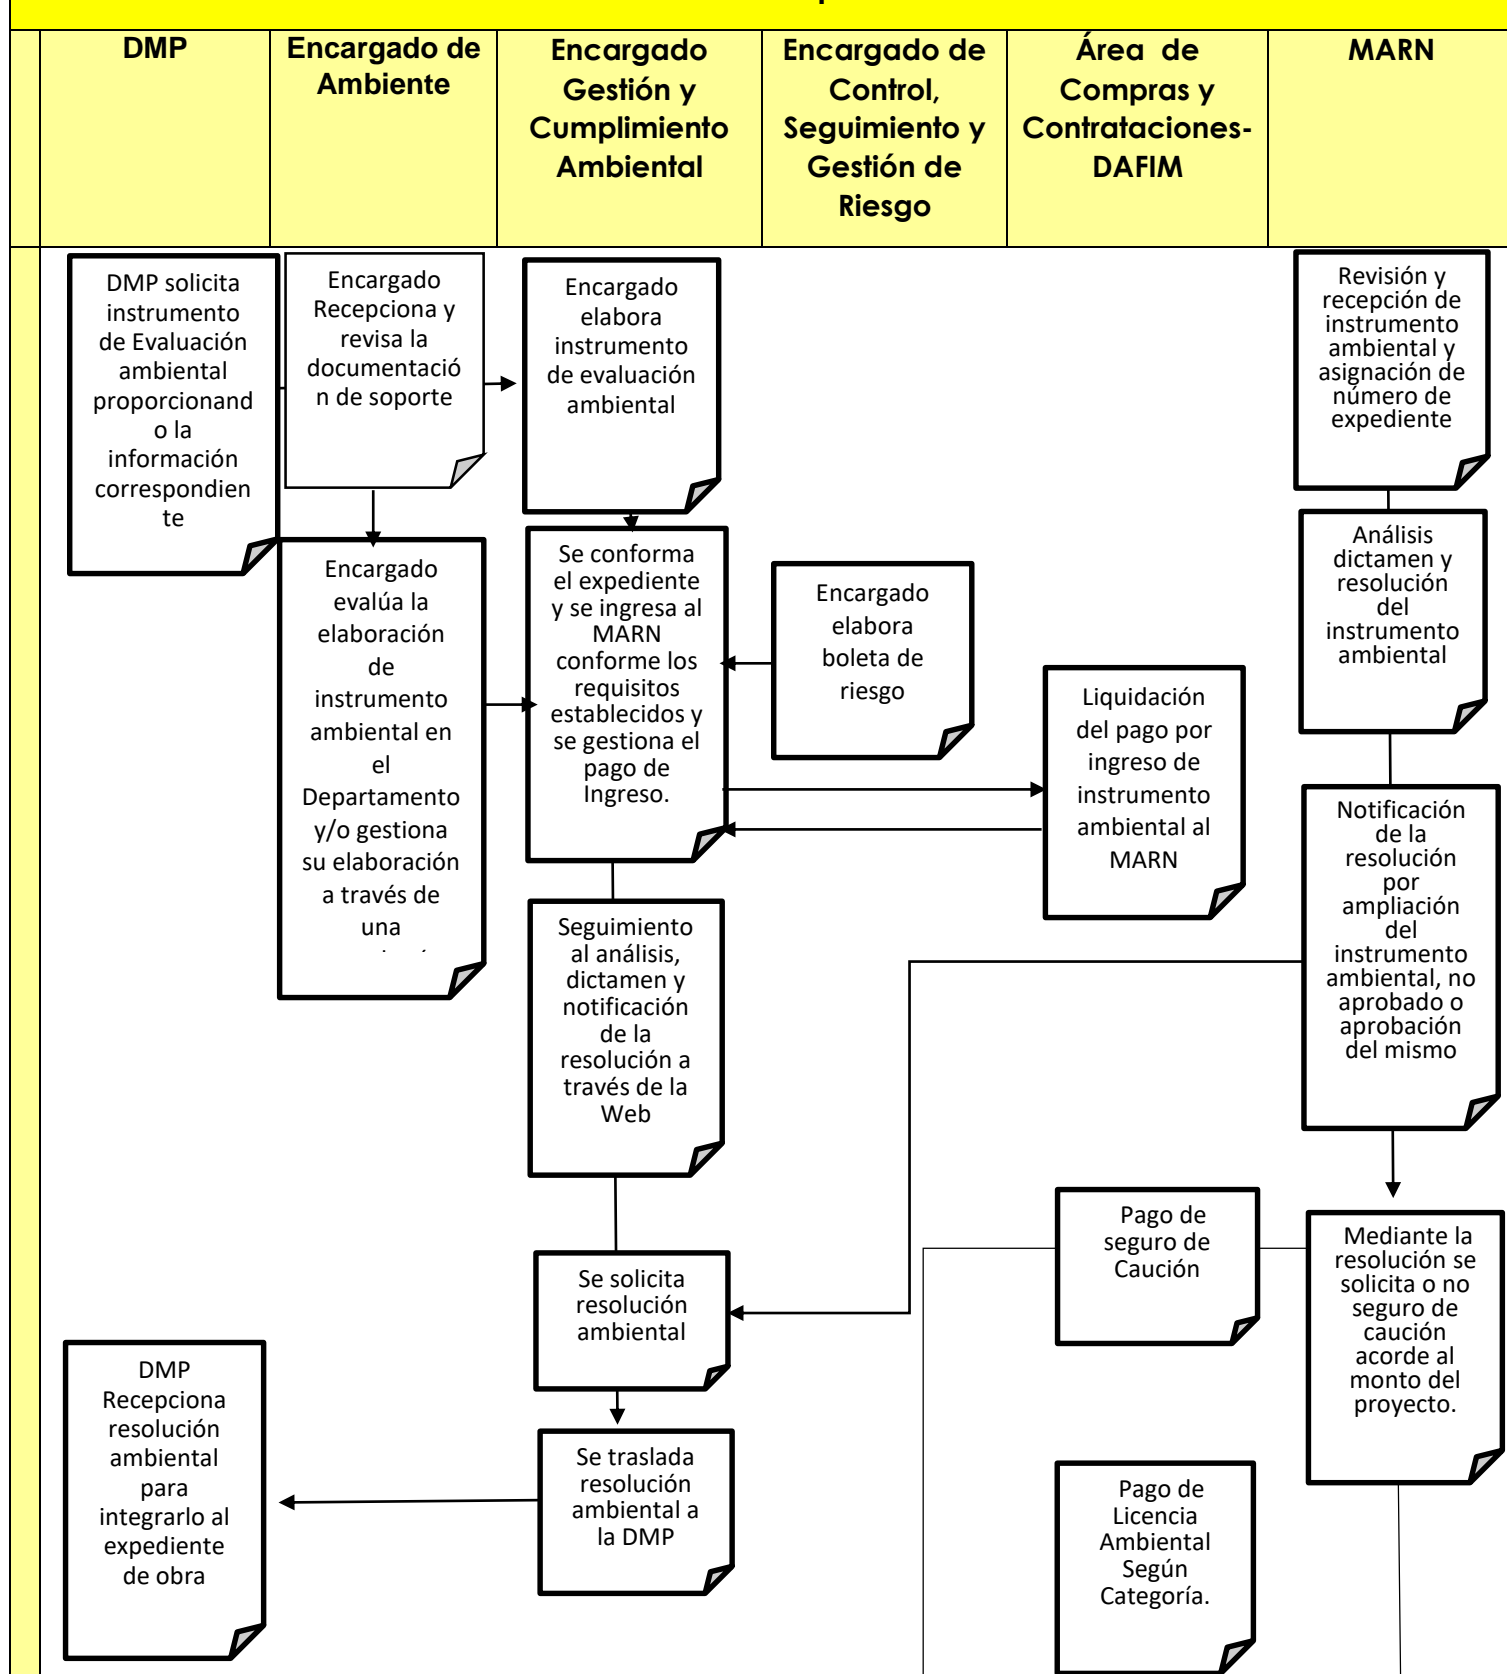 DMP
Encargado de
Ambiente
Encargado
Gestión y
Cumplimiento
Ambiental
Encargado de
Control,
Seguimiento y
Gestión de
Riesgo
Área de
Compras y
Contrataciones-
DAFIM
MARN
DMP solicita
instrumento
de Evaluación
ambiental
proporcionand
o la
información
correspondien
te
Encargado
Recepciona y
revisa la
documentació
n de soporte
Encargado
elabora
instrumento
de evaluación
ambiental
Revisión y
recepción de
instrumento
ambiental y
asignación de
número de
expediente
Encargado
evalúa la
elaboración
de
instrumento
ambiental en
el
Departamento
y/o gestiona
su elaboración
a través de
una
Se conforma
el expediente
y se ingresa al
MARN
conforme los
requisitos
establecidos y
se gestiona el
pago de
Ingreso.
Encargado
elabora
boleta de
riesgo
Análisis
dictamen y
resolución
del
instrumento
ambiental
Liquidación
del pago por
ingreso de
instrumento
ambiental al
MARN
Notificación
de la
resolución
por
ampliación
del
instrumento
ambiental, no
aprobado o
aprobación
del mismo
Seguimiento
al análisis,
dictamen y
notificación
de la
resolución a
través de la
Web
Pago de
seguro de
Caución
Mediante la
resolución se
solicita o no
seguro de
caución
acorde al
monto del
proyecto.
Se solicita
resolución
ambiental
DMP
Recepciona
resolución
ambiental
para
integrarlo al
expediente
de obra
Se traslada
resolución
ambiental a
la DMP
Pago de
Licencia
Ambiental
Según
Categoría.